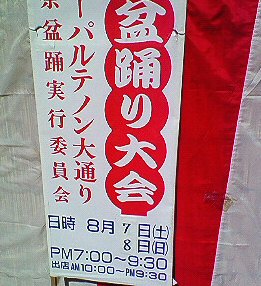 盆踊り大会
ーパルテノン大通り
盆踊実行委員会
日時 8月 7日(土)
8日(日)
PM7:00〜9:30
出店AM10:00〜PM9:30